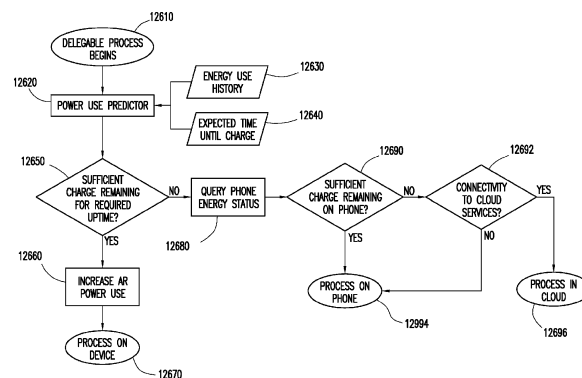 12610
DELEGABLE PROCESS
BEGINS
12620
POWER USE PREDICTOR
ENERGY USE
HISTORY
12630
EXPECTED TIME
UNTIL CHARGE
12640
12650
SUFFICIENT
CHARGE REMAINING
FOR REQUIRED
UPTIME?
NO
YES
QUERY PHONE
ENERGY STATUS
12680
12690
SUFFICIENT
CHARGE REMAINING
ON PHONE?
NO
YES
12692
CONNECTIVITY
TO CLOUD
SERVICES?
YES
NO
12660
INCREASE AR
POWER USE
PROCESS ON
PHONE
12994
PROCESS IN
CLOUD
12696
PROCESS ON
DEVICE
12670